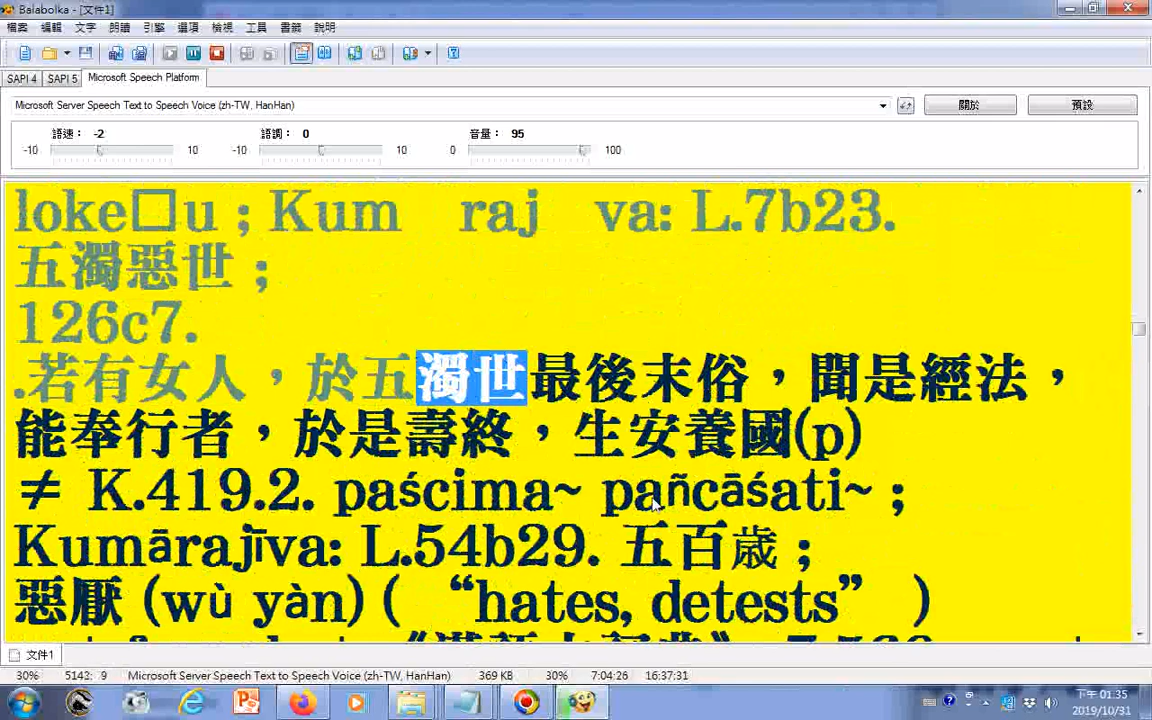 Balabolka - [文件1]
檔案 編輯 文字 朗讀 引擎 選項 檢視 工具 書籤 說明
SAPI 4 SAPI 5 Microsoft Speech Platform
Microsoft Server Speech Text to Speech Voice (zh-TW, HanHan) 關於 預設
語速： -2 語調： 0 音量： 95
-10 10 -10 10 0 100
loke□u ; Kum raj va: L.7b23.
五濁惡世；
126c7.
.若有女人，於五濁世最後末俗，聞是經法，
能奉行者，於是壽終，生安養國(p)
≠ K.419.2. paścima~ pañcāśati~ ;
Kumārajīva: L.54b29. 五百歳；
惡厭 (wù yàn) ( “hates, detests” )
文件1
30% 5142: 9 Microsoft Server Speech Text to Speech Voice (zh-TW, HanHan) 369 KB 30% 7:04:26 16:37:31
下午 01:35
2019/10/31